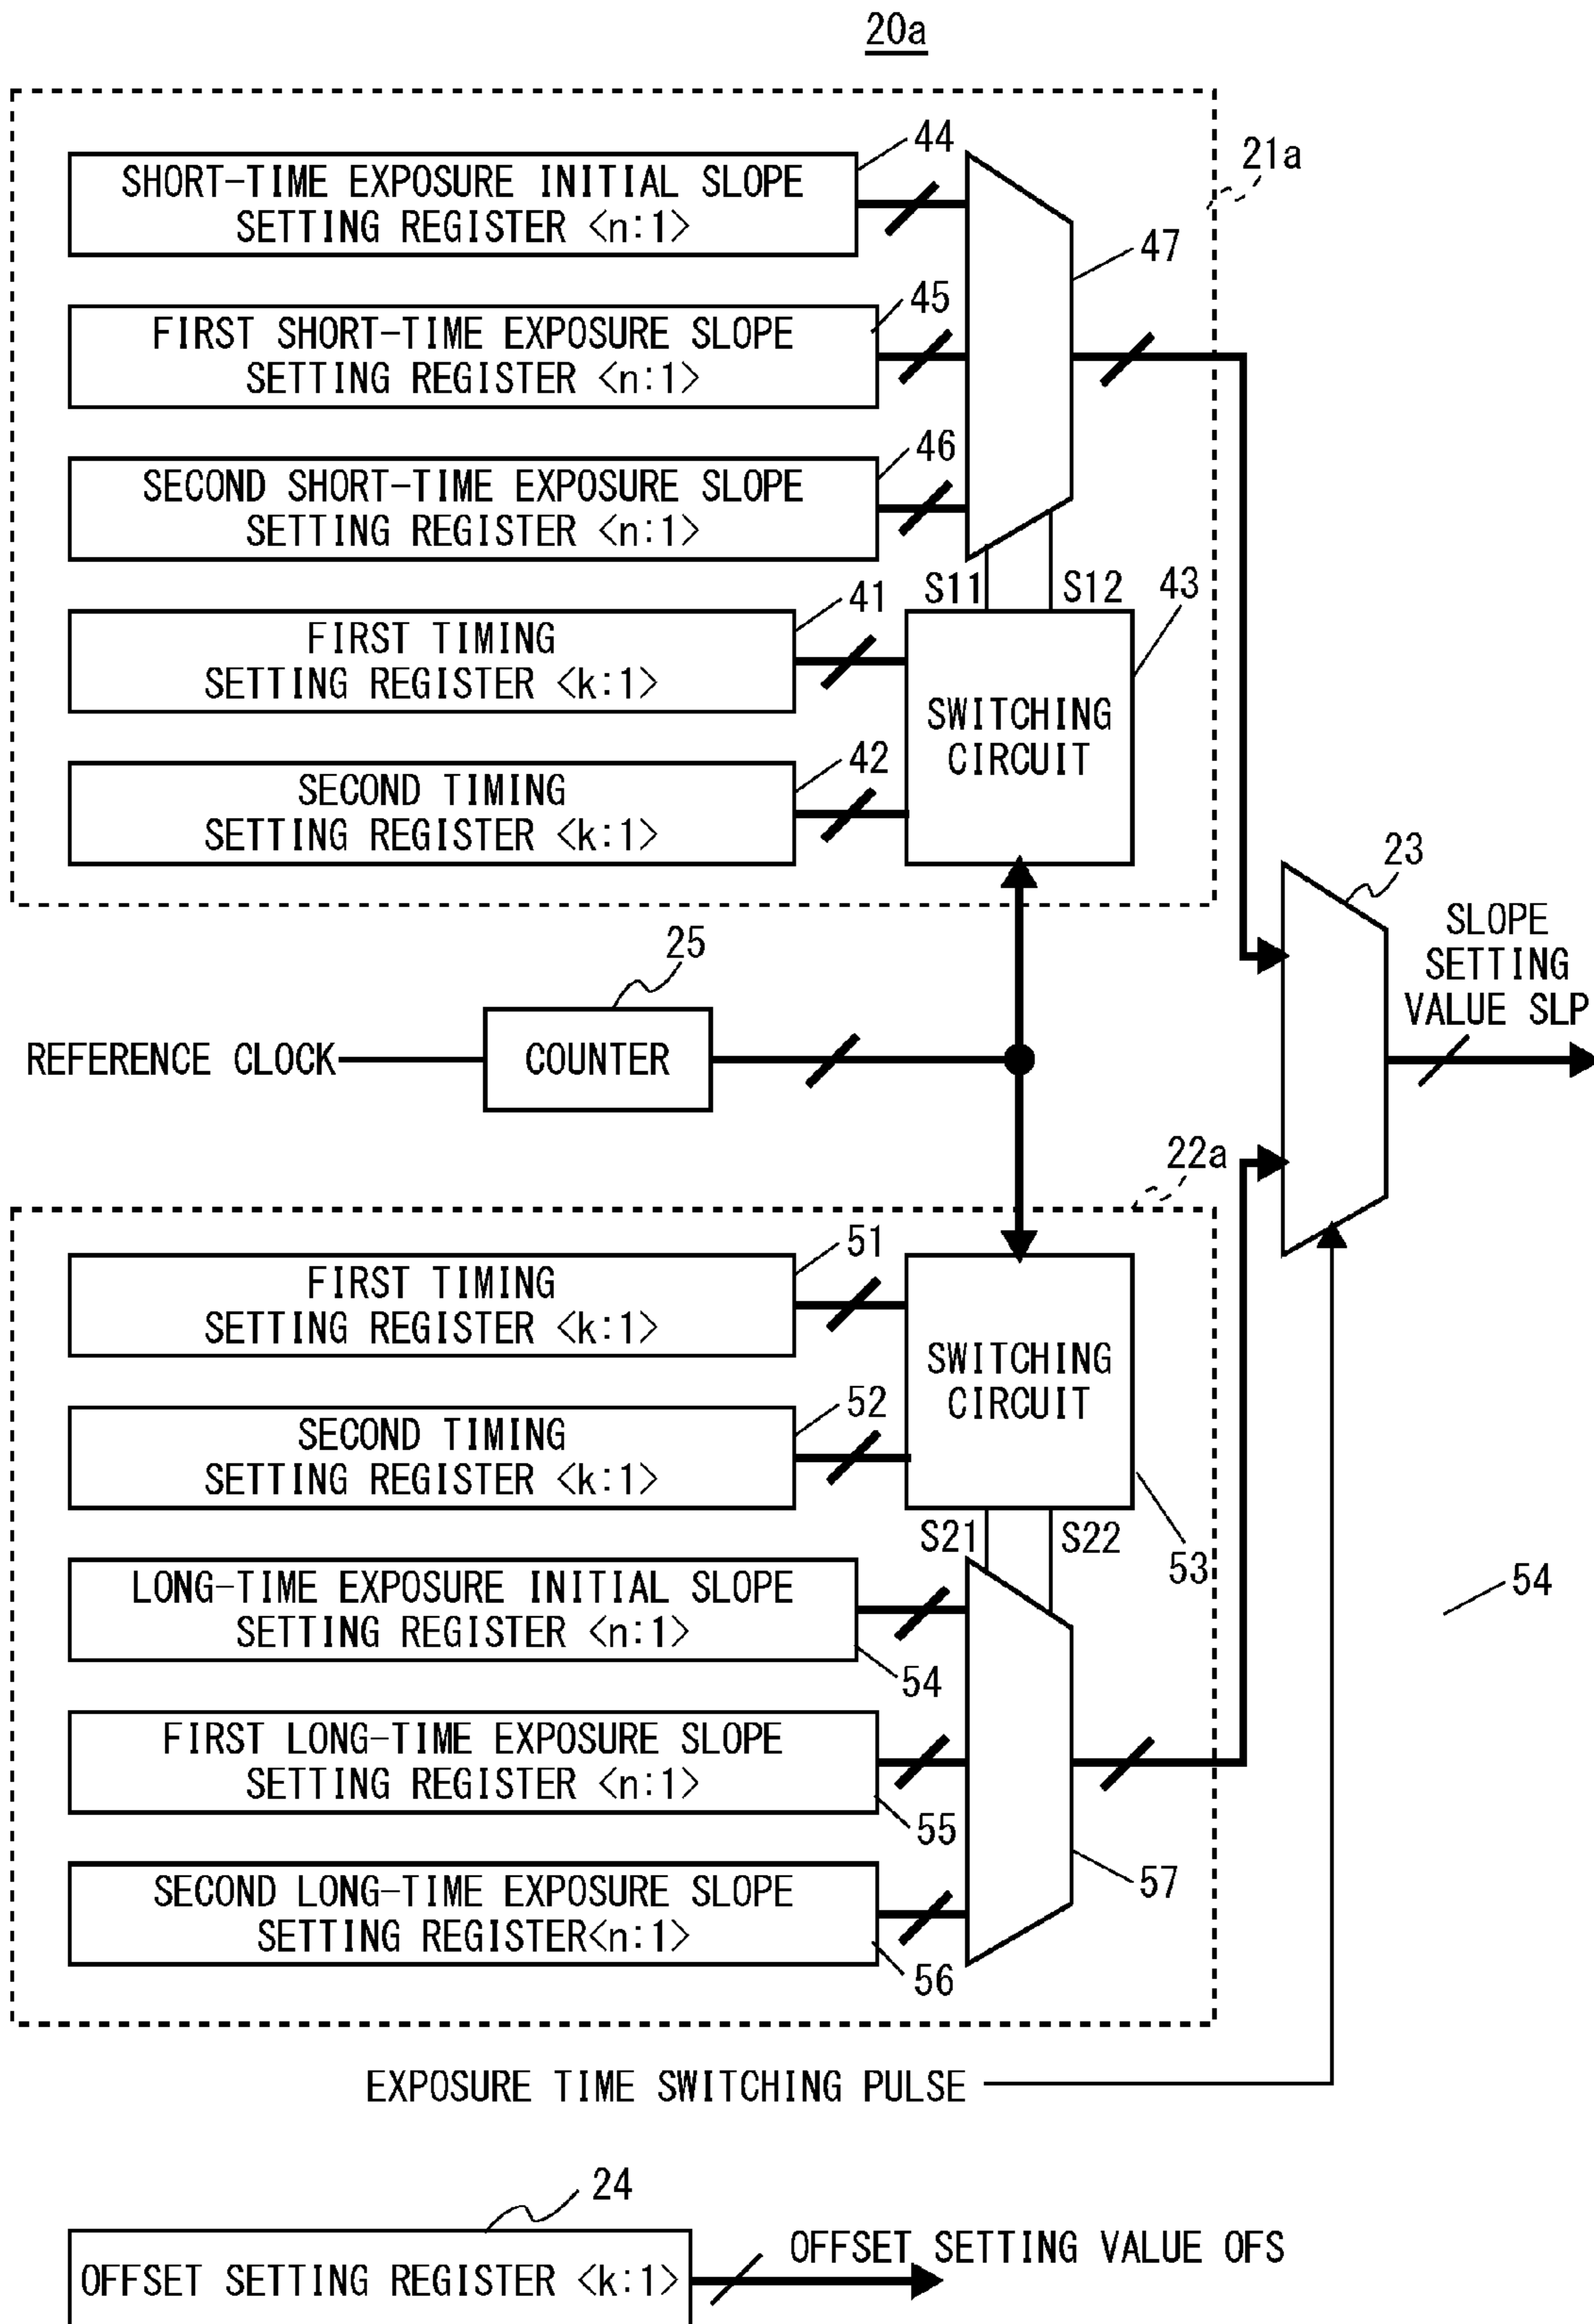 20a
21a
44
SHORT-TIME EXPOSURE INITIAL SLOPE
SETTING REGISTER <n:1>
47
45
FIRST SHORT-TIME EXPOSURE SLOPE
SETTING REGISTER <n:1>
46
SECOND SHORT-TIME EXPOSURE SLOPE
SETTING REGISTER <n:1>
S11
S12
43
41
FIRST TIMING
SETTING REGISTER <k:1>
SWITCHING
CIRCUIT
42
SECOND TIMING
SETTING REGISTER <k:1>
23
SLOPE
SETTING
VALUE SLP
25
REFERENCE CLOCK
COUNTER
22a
51
FIRST TIMING
SETTING REGISTER <k:1>
SWITCHING
CIRCUIT
52
SECOND TIMING
SETTING REGISTER <k:1>
S21
S22
53
54
LONG-TIME EXPOSURE INITIAL SLOPE
SETTING REGISTER <n:1>
54
FIRST LONG-TIME EXPOSURE SLOPE
SETTING REGISTER <n:1>
55
57
SECOND LONG-TIME EXPOSURE SLOPE
SETTING REGISTER<n:1>
56
EXPOSURE TIME SWITCHING PULSE
24
OFFSET SETTING REGISTER <k:1>
OFFSET SETTING VALUE OFS